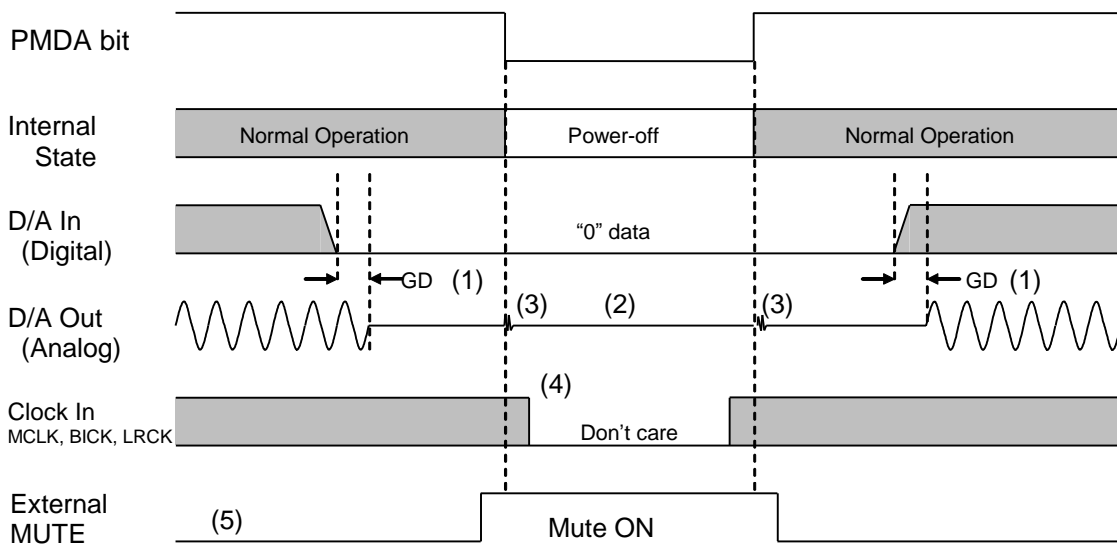 PMDA bit
Internal
State
Normal Operation
Power-off
Normal Operation
D/A In
(Digital)
“0” data
GD (1)
GD (1)
D/A Out
(Analog)
(3)
(2)
(3)
Clock In
MCLK, BICK, LRCK
(4)
Don’t care
External
MUTE
(5)
Mute ON